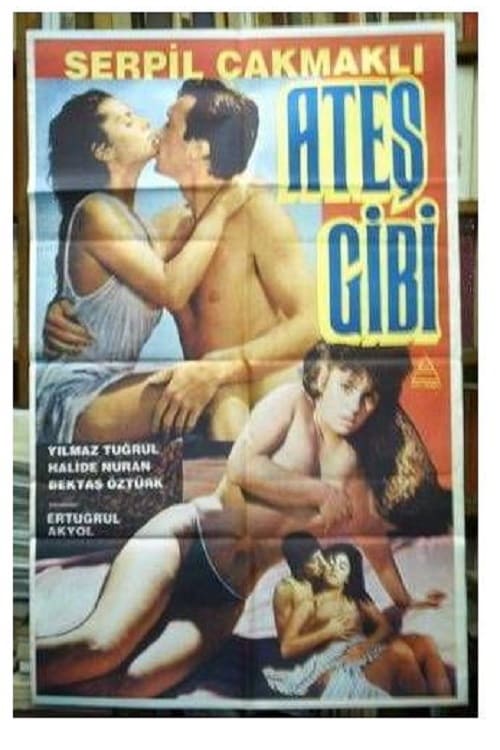 SERPİL ÇAKMAKLI
ATEŞ
GİBİ
YILMAZ TUĞRUL
HALİDE NURAN
BEKTAŞ ÖZTÜRK
ERTUĞRUL
AKYOL